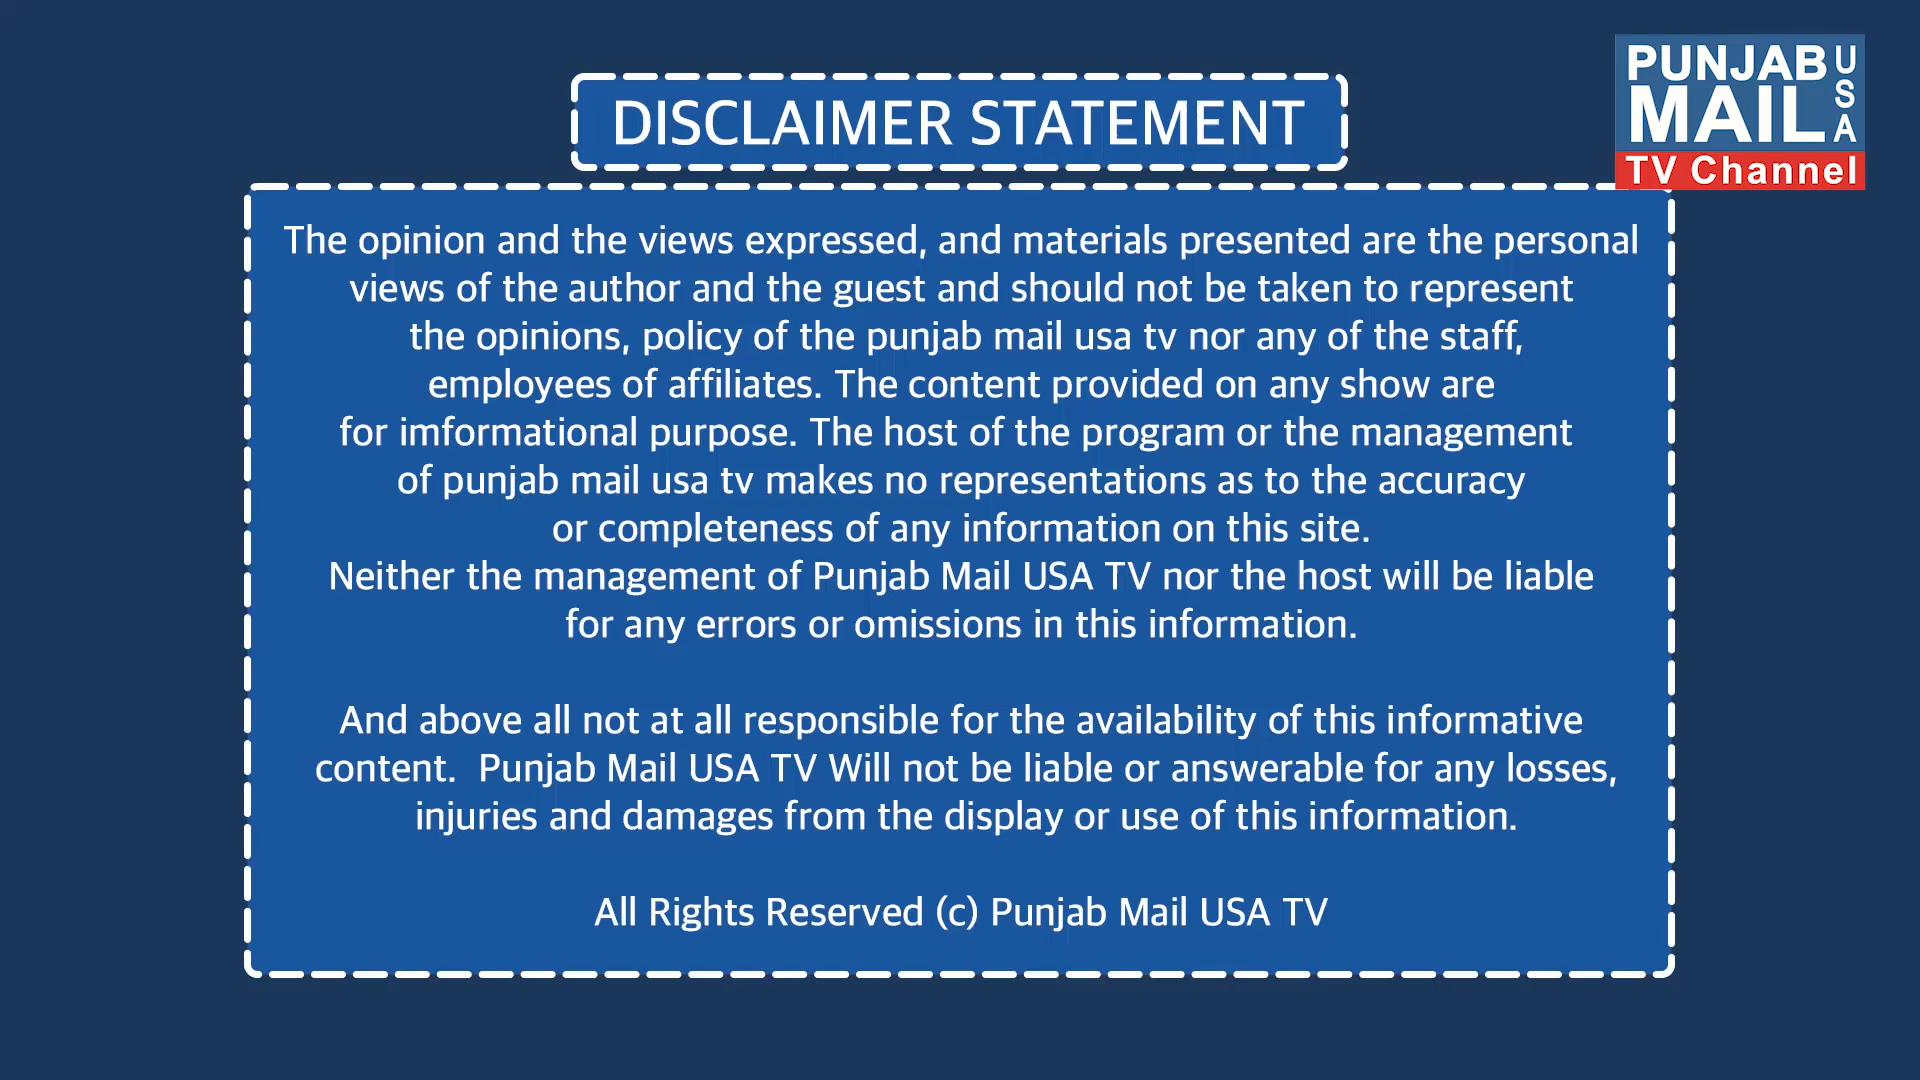 DISCLAIMER STATEMENT
PUNJAB USA
MAIL
TV Channel
The opinion and the views expressed, and materials presented are the personal
views of the author and the guest and should not be taken to represent
the opinions, policy of the punjab mail usa tv nor any of the staff,
employees of affiliates. The content provided on any show are
for imformational purpose. The host of the program or the management
of punjab mail usa tv makes no representations as to the accuracy
or completeness of any information on this site.
Neither the management of Punjab Mail USA TV nor the host will be liable
for any errors or omissions in this information.
And above all not at all responsible for the availability of this informative
content.  Punjab Mail USA TV Will not be liable or answerable for any losses,
injuries and damages from the display or use of this information.
All Rights Reserved (c) Punjab Mail USA TV